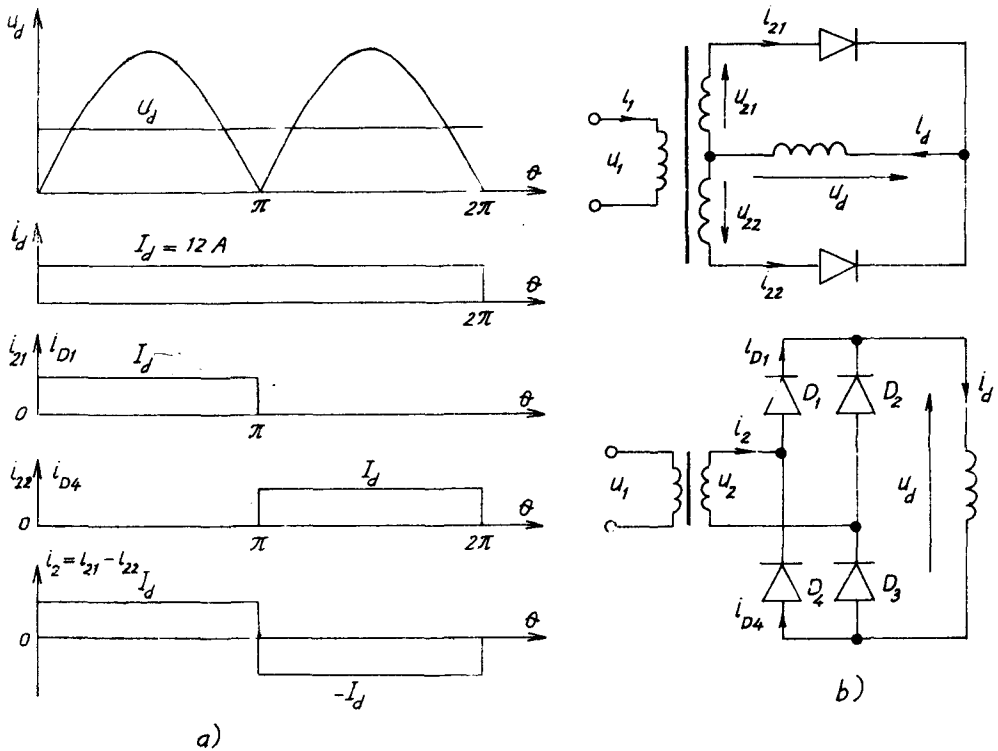 u_d
U_d
θ
π
2π
i_d
I_d = 12 A
θ
2π
i_21 i_D1
I_d
0
θ
π
i_22 i_D4
I_d
0
θ
π
2π
i_2 = i_21 - i_22
I_d
0
θ
-I_d
a)
i_21
u_21
i_1
u_1
i_d
u_d
u_22
i_22
i_D1
D_1
D_2
i_d
i_2
u_1
u_2
u_d
D_4
D_3
i_D4
b)